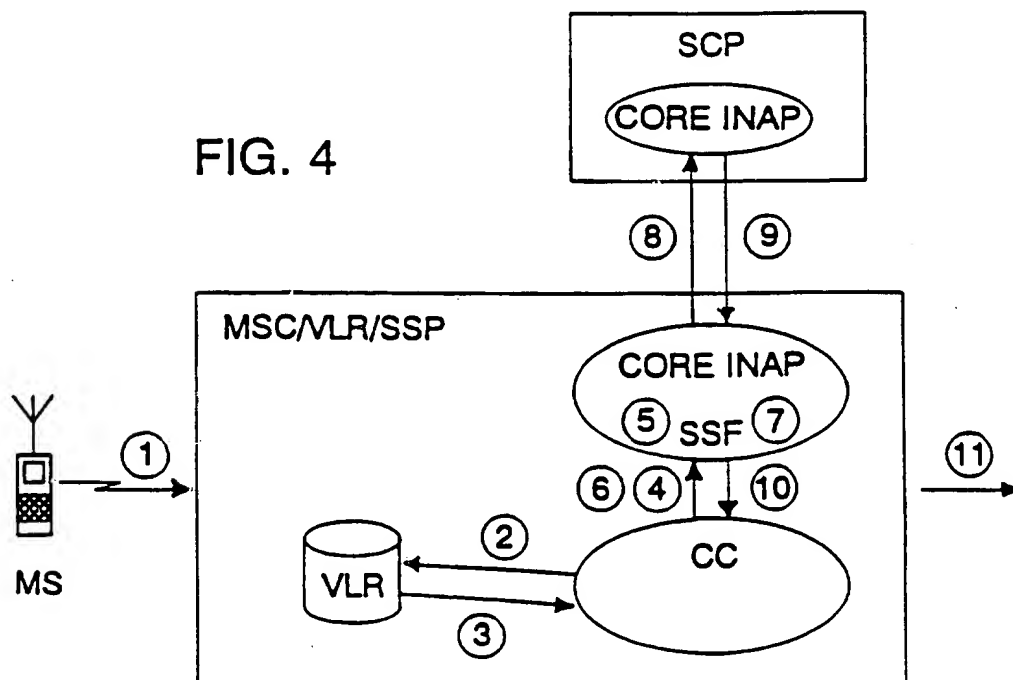 SCP
CORE INAP
FIG. 4
8 9
MSC/VLR/SSP
CORE INAP
5 SSF 7
1
11
6 4 10
2
CC
VLR
MS
3